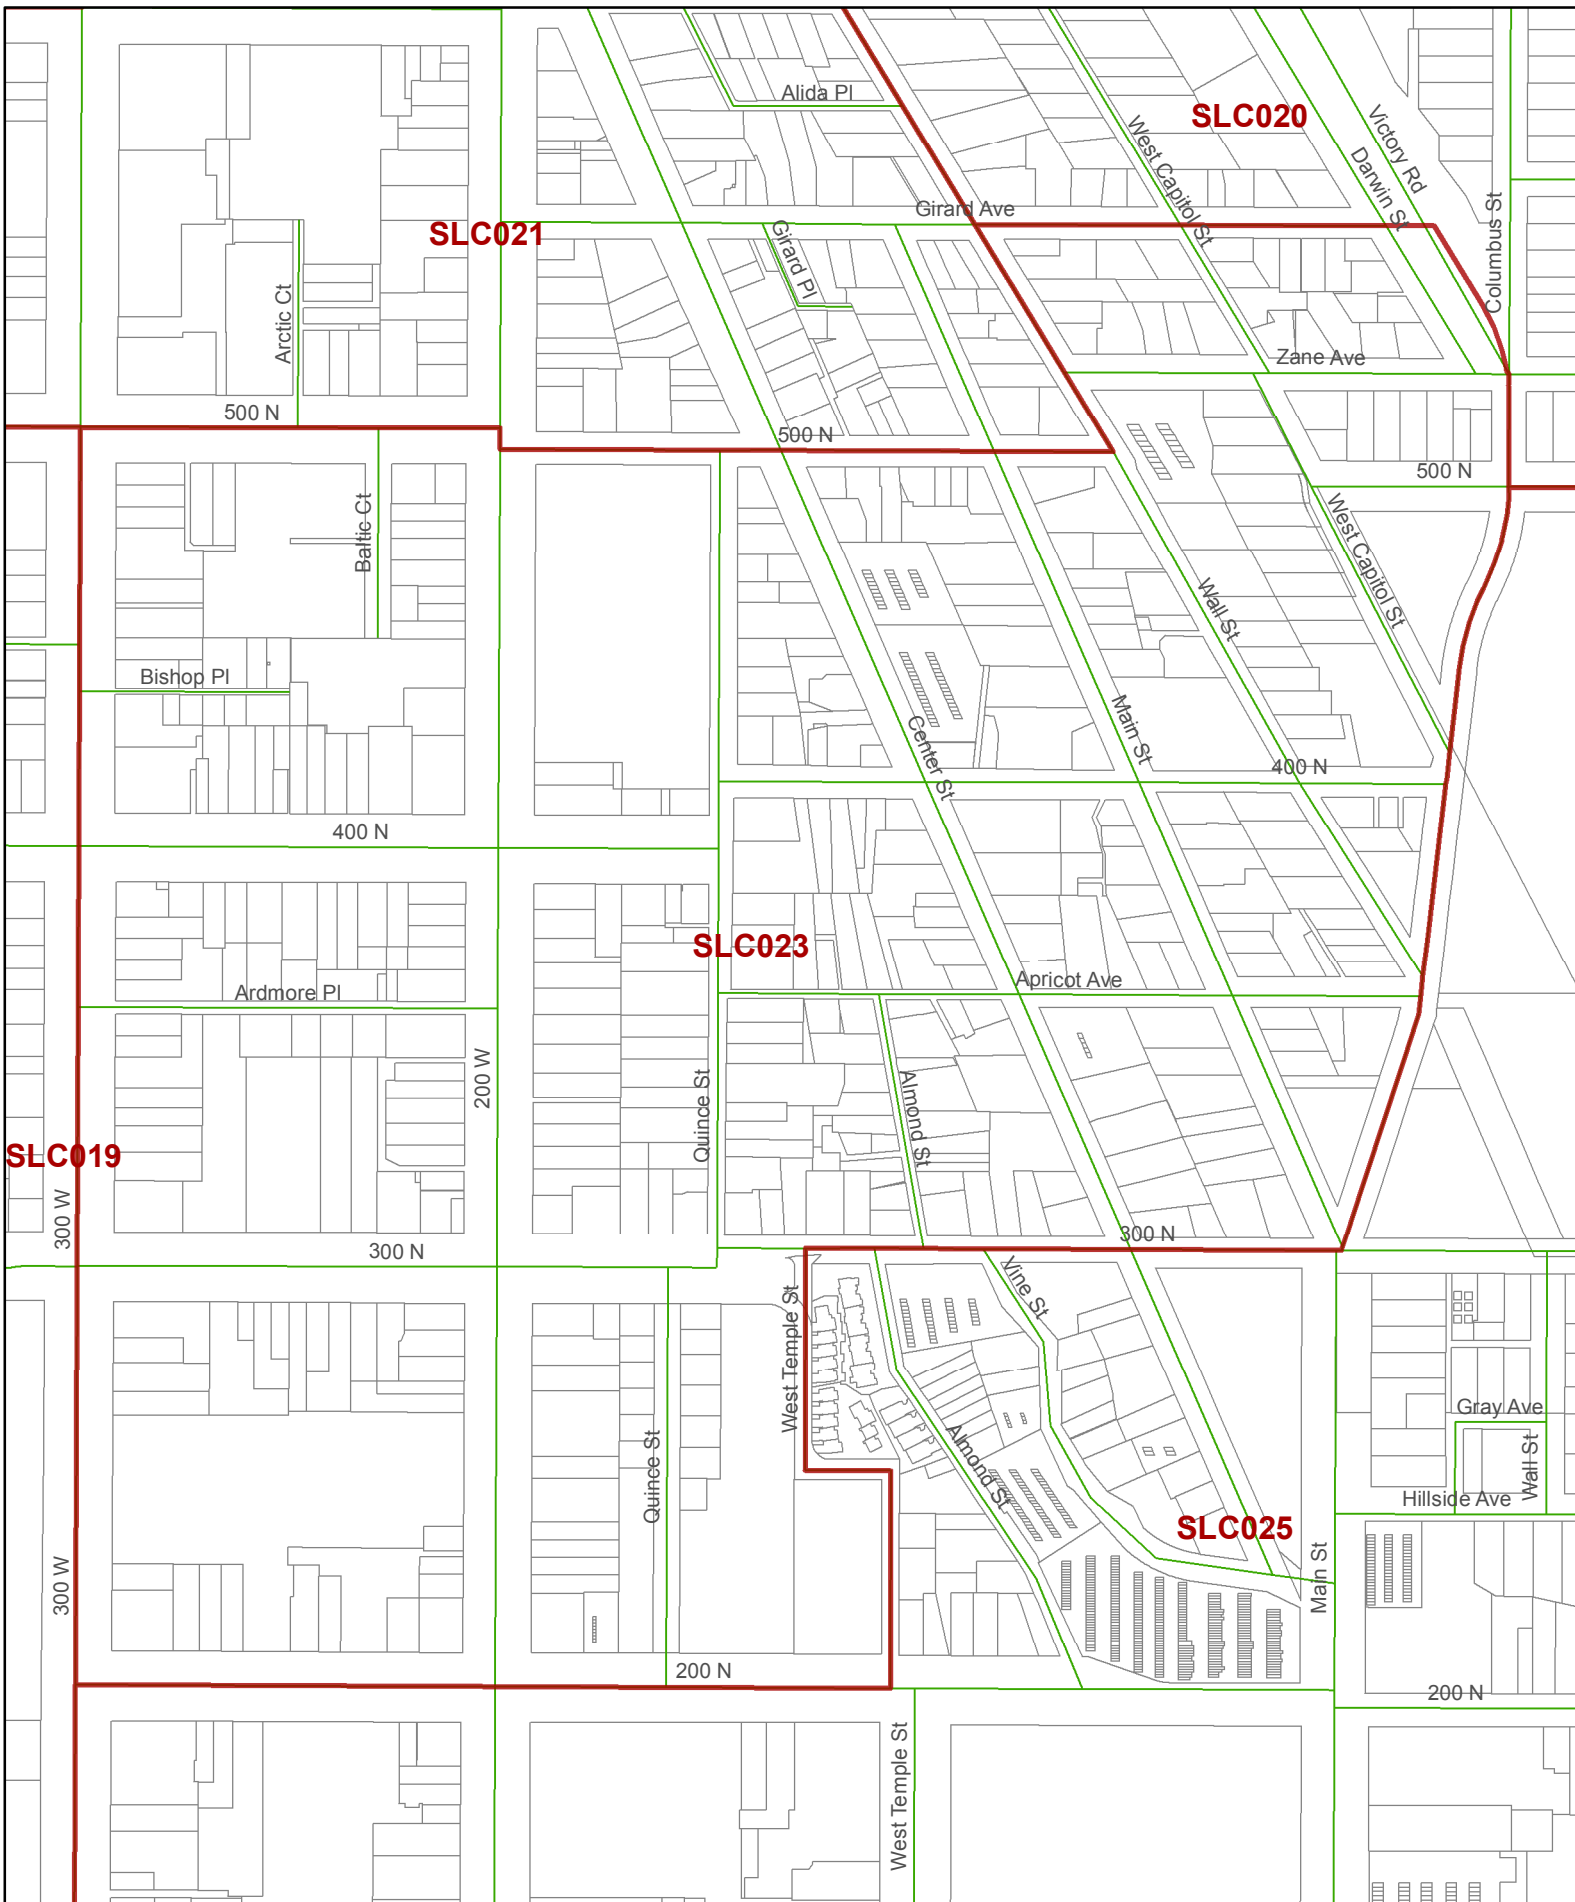 Alida Pl
SLC020
Victory Rd
West Capitol St
Darwin St
Girard Ave
Columbus St
SLC021
Girard Pl
Arctic Ct
Zane Ave
500 N
500 N
500 N
Baltic Ct
West Capitol St
Wall St
Bishop Pl
Main St
Center St
400 N
400 N
SLC023
Apricot Ave
Ardmore Pl
200 W
Quince St
Almond St
SLC019
300 W
300 N
300 N
Vine St
West Temple St
Gray Ave
Quince St
Almond St
Wall St
Hillside Ave
SLC025
300 W
Main St
200 N
200 N
West Temple St